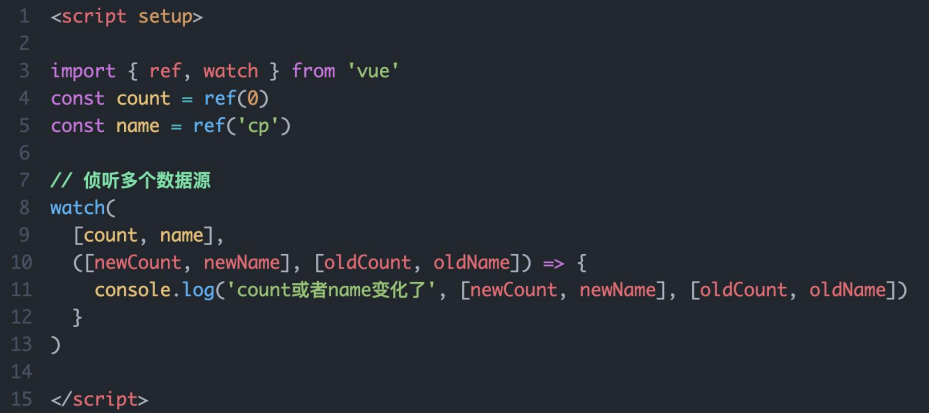 1 <script setup>
2
3 import { ref, watch } from 'vue'
4 const count = ref(0)
5 const name = ref('cp')
6
7 // 侦听多个数据源
8 watch(
9   [count, name],
10   ([newCount, newName], [oldCount, oldName]) => {
11     console.log('count或者name变化了', [newCount, newName], [oldCount, oldName])
12   }
13 )
14
15 </script>